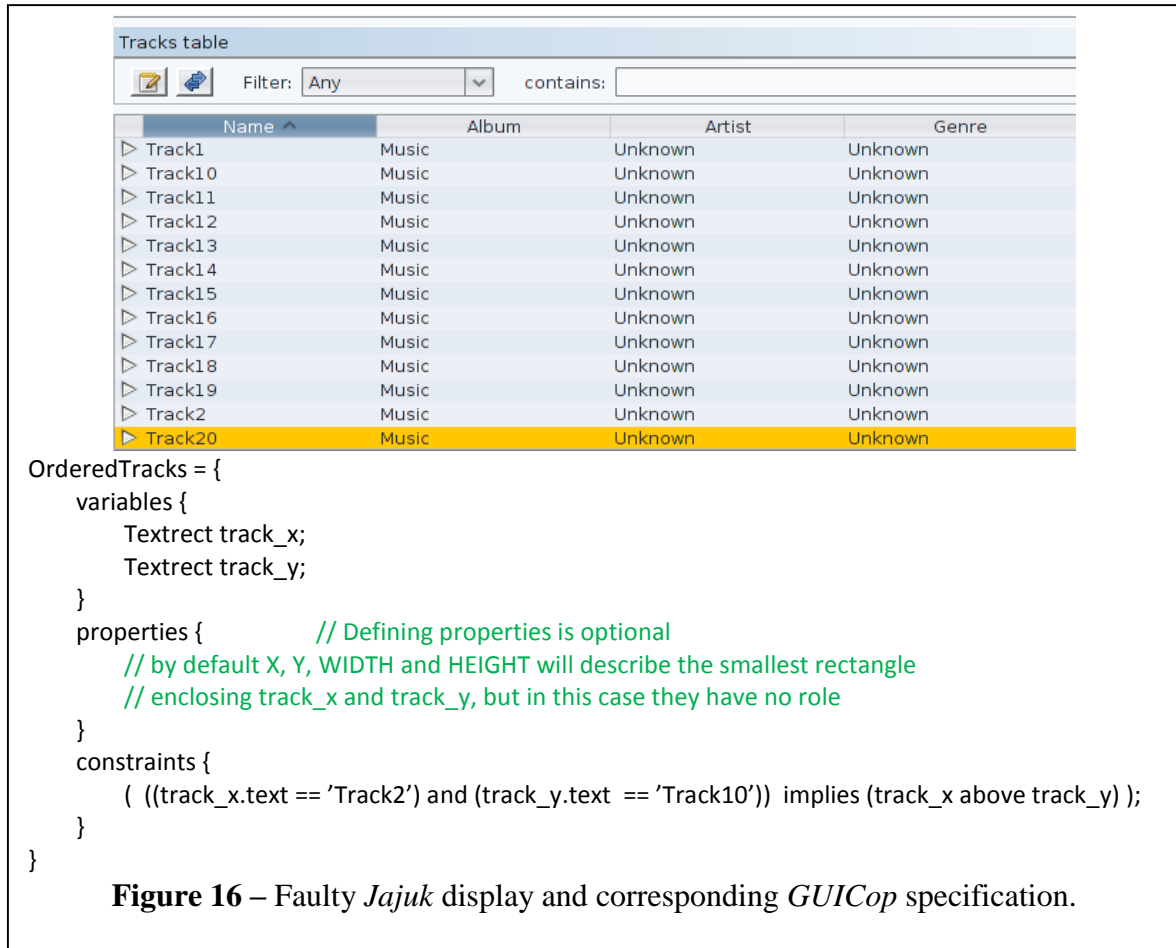 Tracks table
Filter: Any contains:
Name Album Artist Genre
Track1 Music Unknown Unknown
Track10 Music Unknown Unknown
Track11 Music Unknown Unknown
Track12 Music Unknown Unknown
Track13 Music Unknown Unknown
Track14 Music Unknown Unknown
Track15 Music Unknown Unknown
Track16 Music Unknown Unknown
Track17 Music Unknown Unknown
Track18 Music Unknown Unknown
Track19 Music Unknown Unknown
Track2 Music Unknown Unknown
Track20 Music Unknown Unknown
OrderedTracks = {
variables {
Textrect track_x;
Textrect track_y;
}
properties { // Defining properties is optional
// by default X, Y, WIDTH and HEIGHT will describe the smallest rectangle
// enclosing track_x and track_y, but in this case they have no role
}
constraints {
( ((track_x.text == ’Track2’) and (track_y.text == ’Track10’)) implies (track_x above track_y) );
}
}
Figure 16 – Faulty Jajuk display and corresponding GUICop specification.